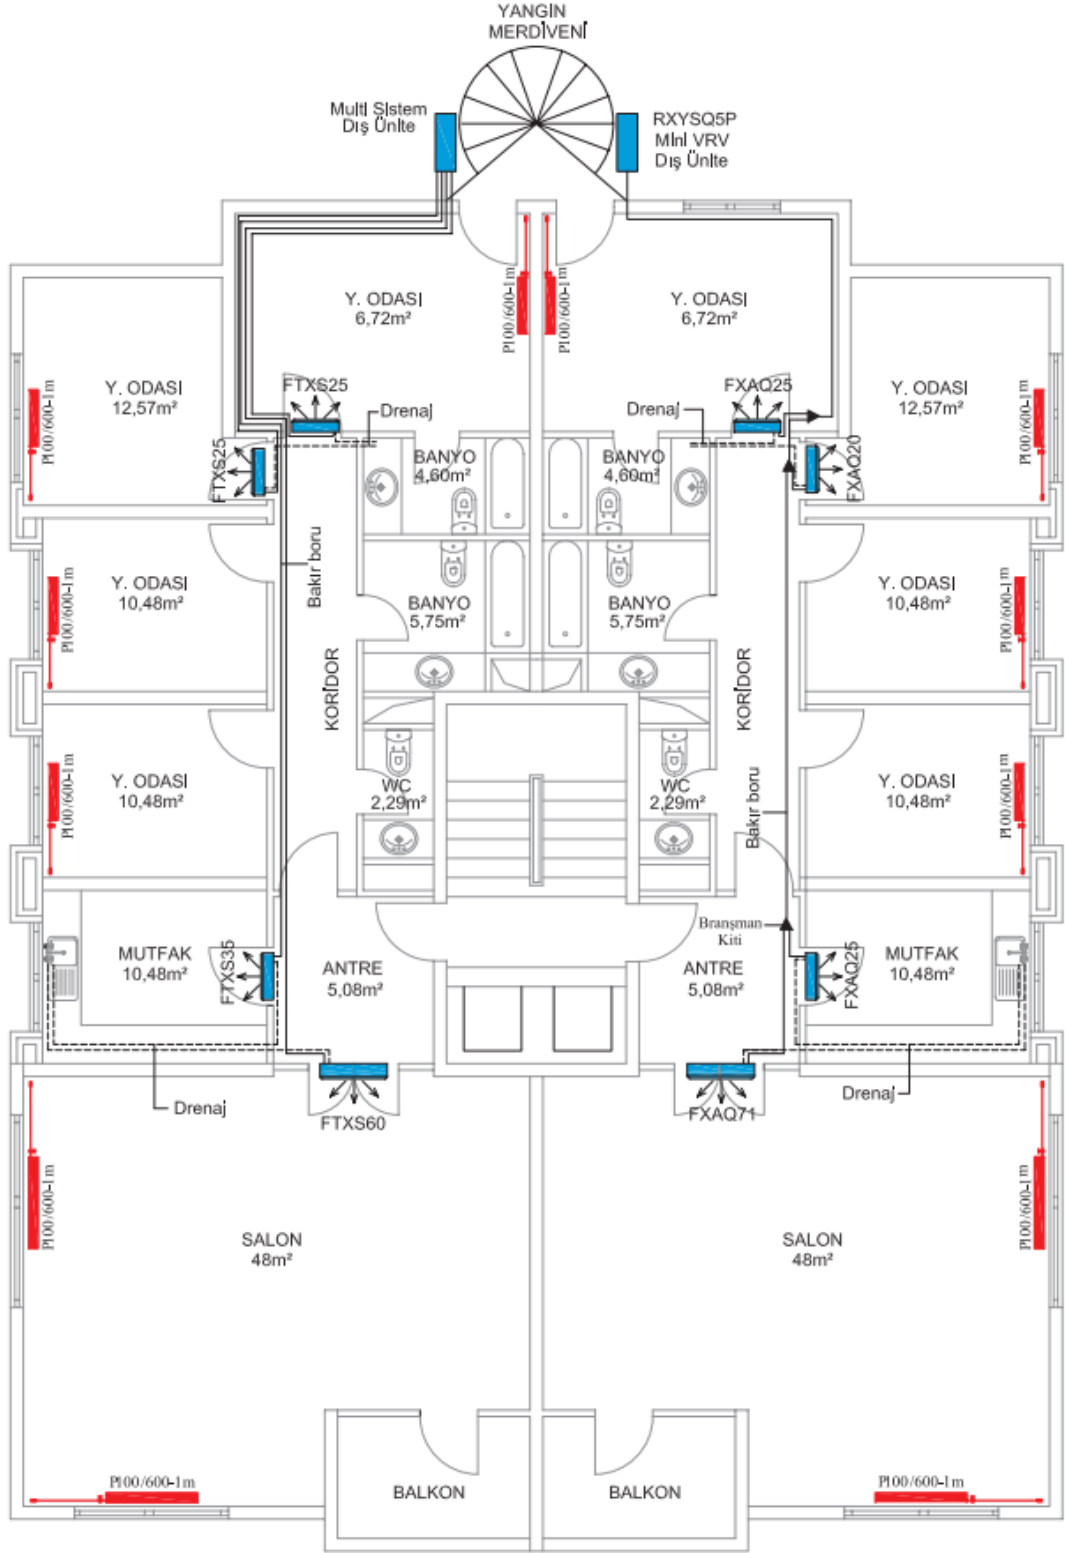 YANGIN
MERDİVENİ
Multi Sistem
Dış Ünite
RXYSQ5P
Mini VRV
Dış Ünite
Y. ODASI
6,72m²
Y. ODASI
6,72m²
P100/600-1m
P100/600-1m
Y. ODASI
12,57m²
Y. ODASI
12,57m²
P100/600-1m
P100/600-1m
FTXS25
Drenaj
Drenaj
FXAQ25
FTXS25
FXAQ20
BANYO
4,60m²
BANYO
4,60m²
Bakır boru
Y. ODASI
10,48m²
P100/600-1m
BANYO
5,75m²
BANYO
5,75m²
Y. ODASI
10,48m²
P100/600-1m
KORİDOR
KORİDOR
Y. ODASI
10,48m²
P100/600-1m
WC
2,29m²
WC
2,29m²
Bakır boru
Y. ODASI
10,48m²
P100/600-1m
Branşman
Kiti
MUTFAK
10,48m²
FTXS35
ANTRE
5,08m²
ANTRE
5,08m²
FXAQ25
MUTFAK
10,48m²
Drenaj
FTXS60
FXAQ71
Drenaj
P100/600-1m
P100/600-1m
SALON
48m²
SALON
48m²
P100/600-1m
P100/600-1m
BALKON
BALKON